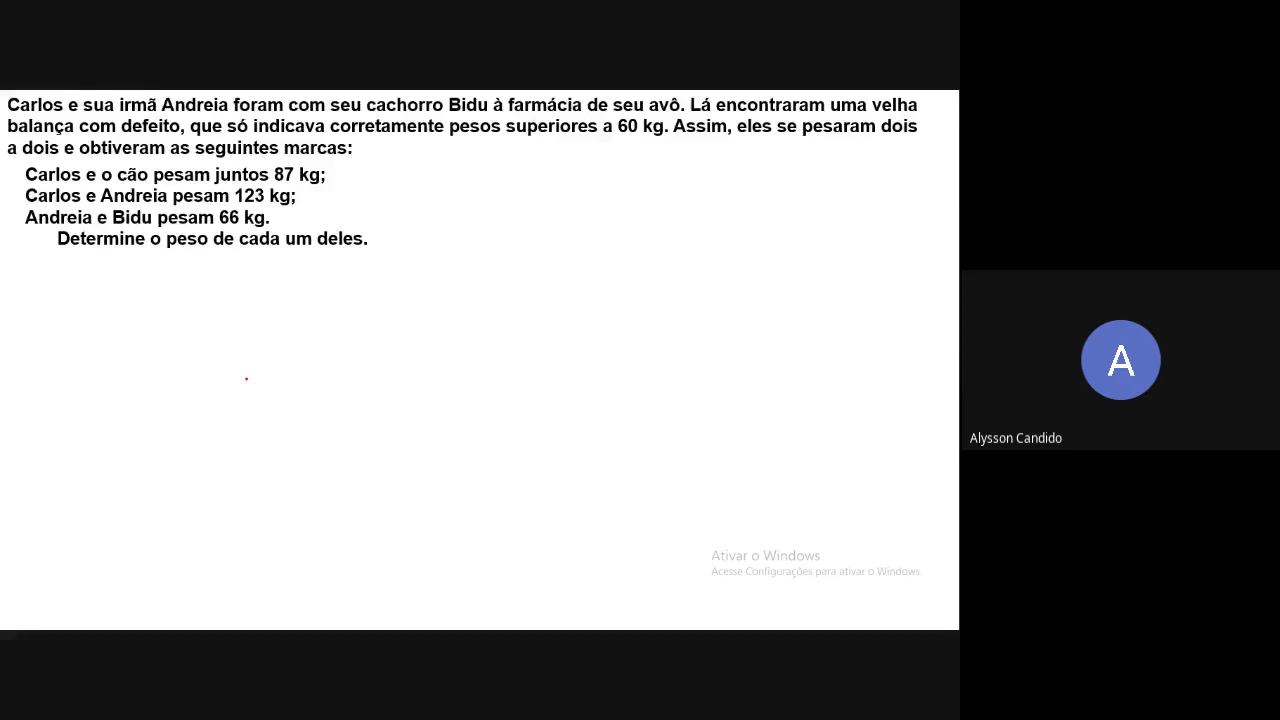 Carlos e sua irmã Andreia foram com seu cachorro Bidu à farmácia de seu avô. Lá encontraram uma velha
balança com defeito, que só indicava corretamente pesos superiores a 60 kg. Assim, eles se pesaram dois
a dois e obtiveram as seguintes marcas:
Carlos e o cão pesam juntos 87 kg;
Carlos e Andreia pesam 123 kg;
Andreia e Bidu pesam 66 kg.
Determine o peso de cada um deles.
A
Alysson Candido
Ativar o Windows
Acesse Configurações para ativar o Windows.